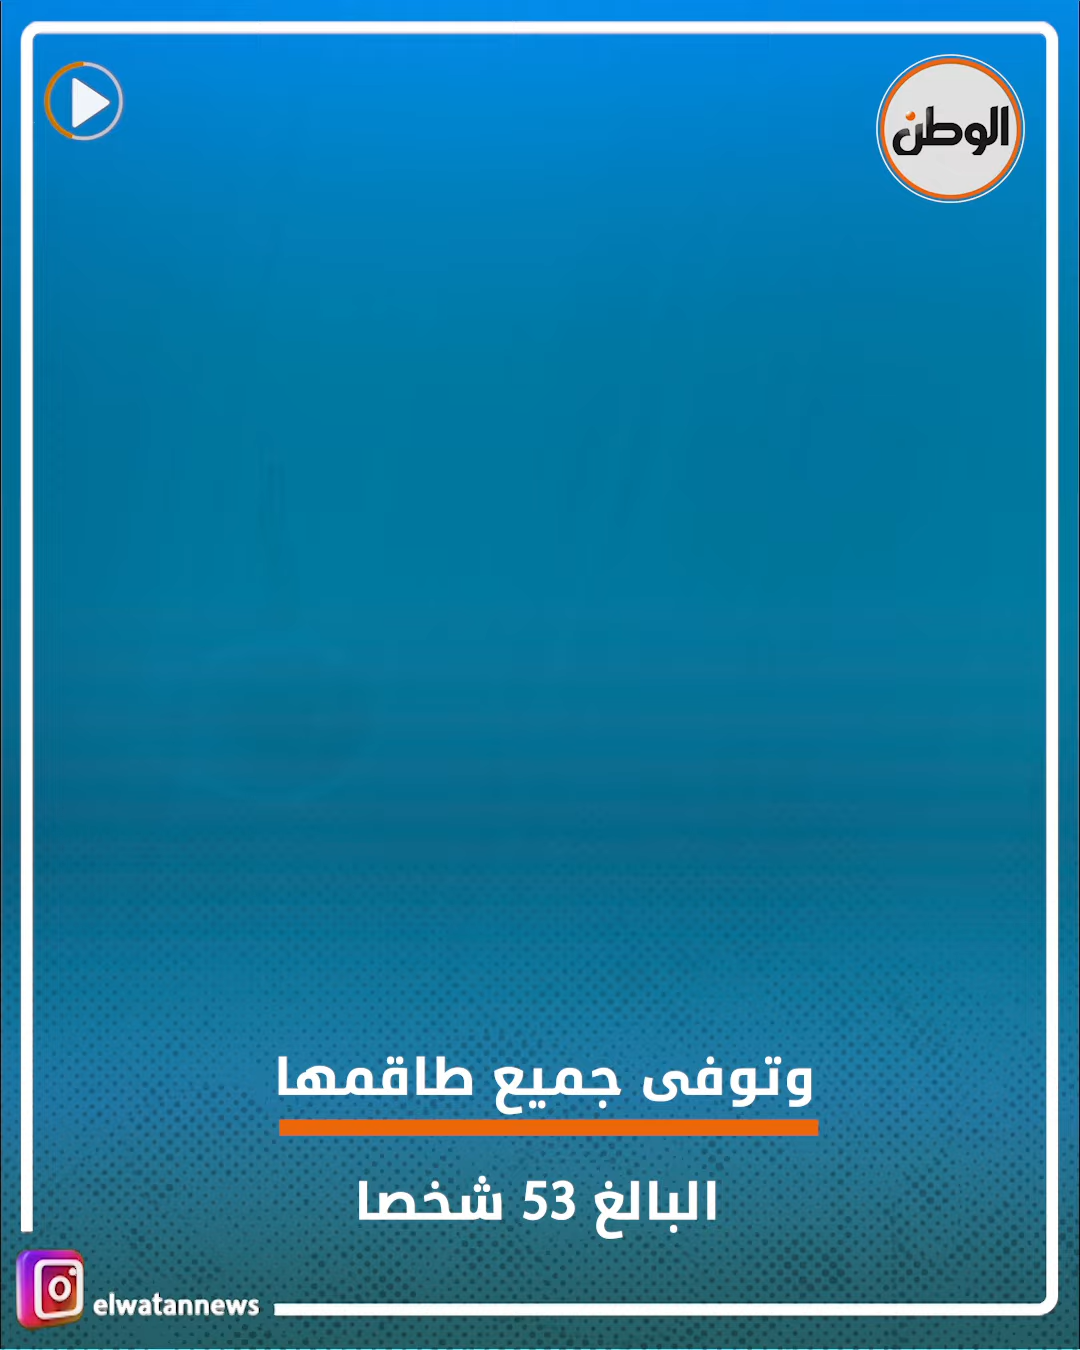 الوطن
وتوفى جميع طاقمها
البالغ 53 شخصا
elwatannews